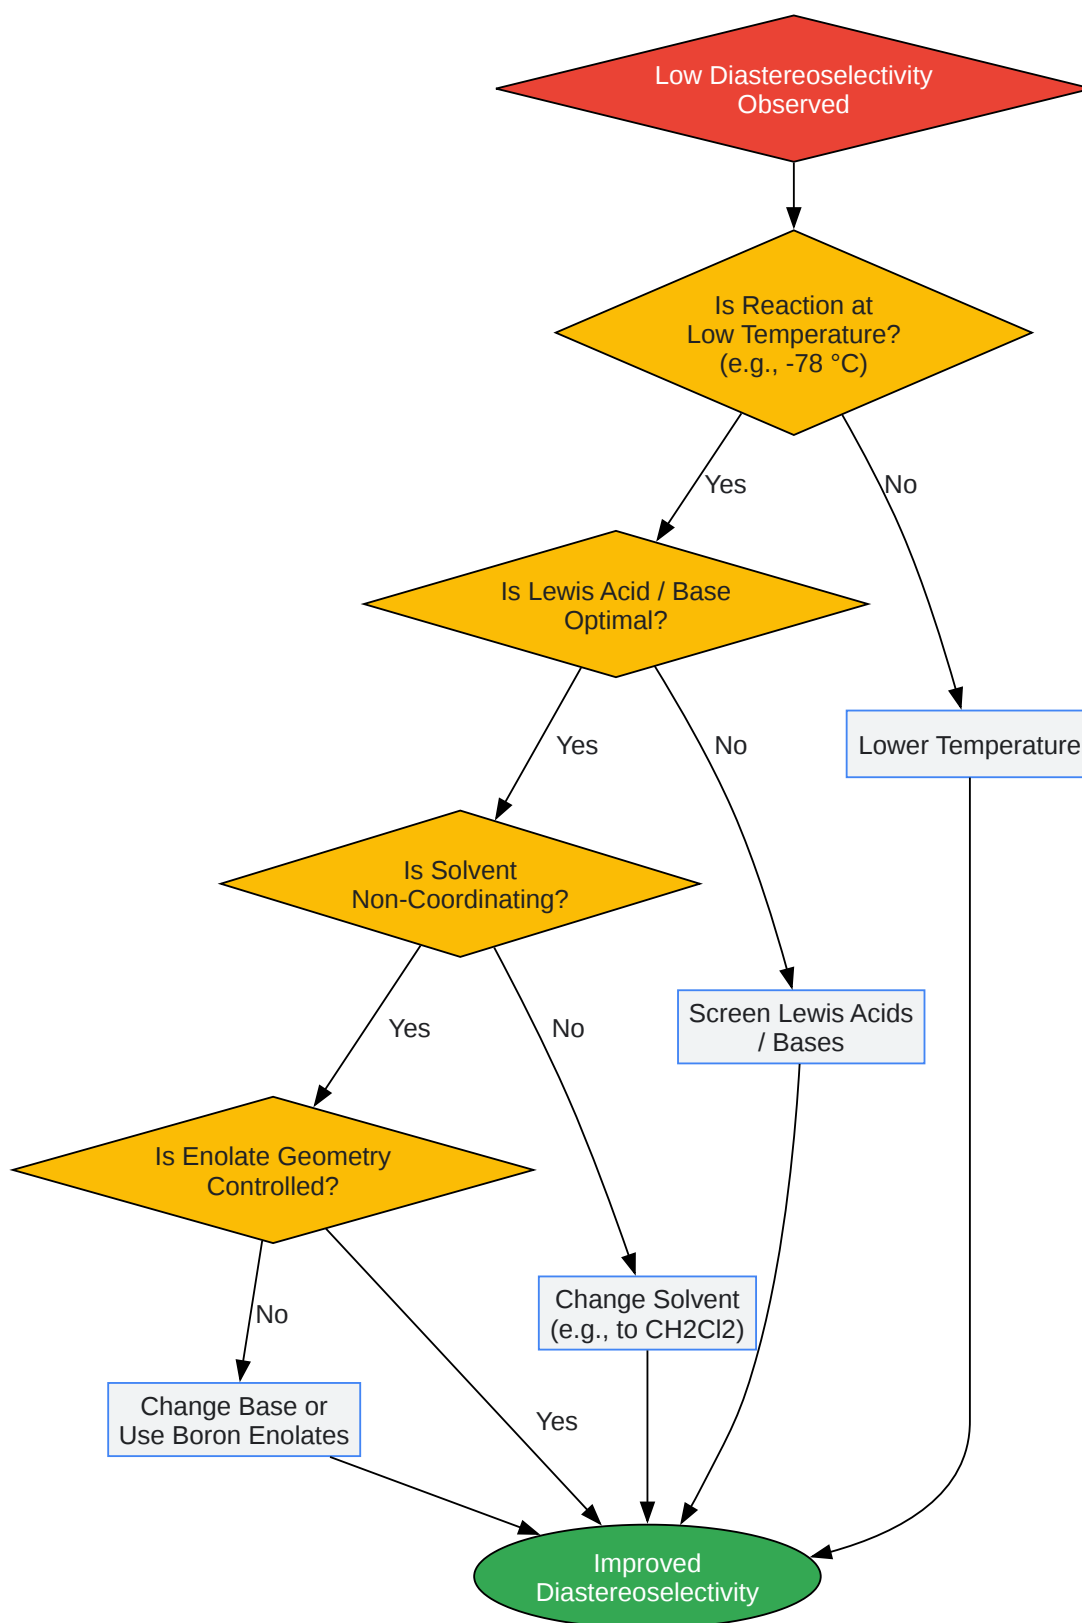 Low Diastereoselectivity
Observed
Is Reaction at
Low Temperature?
(e.g., -78 °C)
Yes
No
Is Lewis Acid / Base
Optimal?
Yes
No
Lower Temperature
Is Solvent
Non-Coordinating?
Yes
No
Screen Lewis Acids
/ Bases
Is Enolate Geometry
Controlled?
No
Yes
Change Solvent
(e.g., to CH2Cl2)
Change Base or
Use Boron Enolates
Improved
Diastereoselectivity